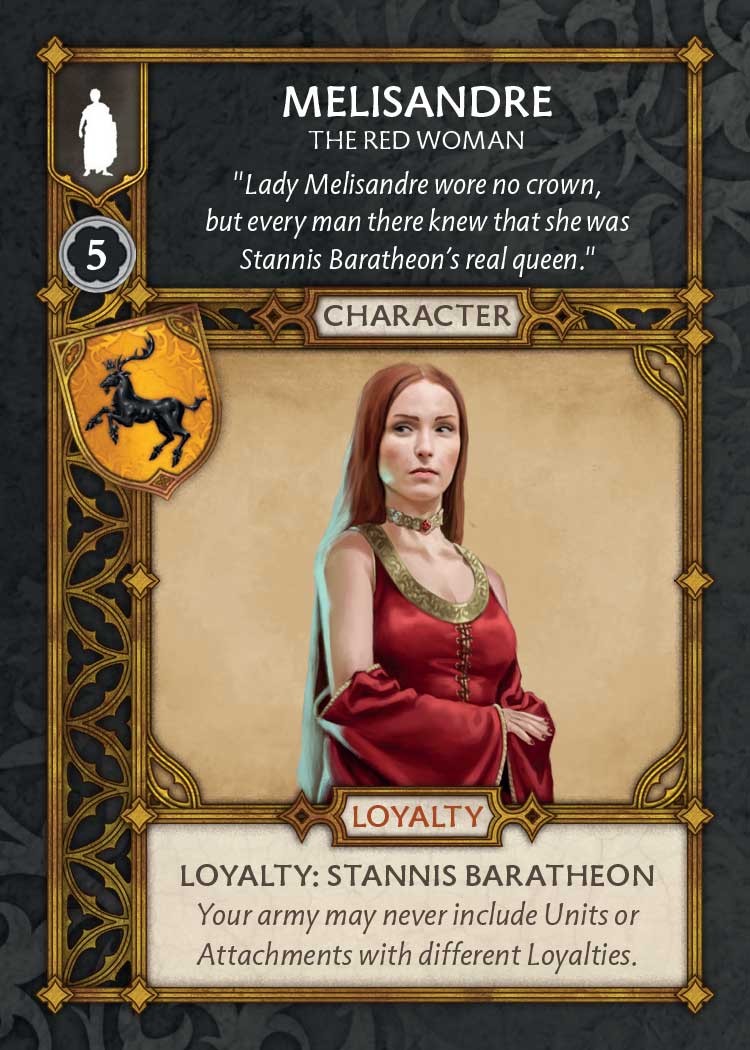 MELISANDRE
THE RED WOMAN
"Lady Melisandre wore no crown,
but every man there knew that she was
Stannis Baratheon’s real queen."
5
CHARACTER
LOYALTY
LOYALTY: STANNIS BARATHEON
Your army may never include Units or
Attachments with different Loyalties.